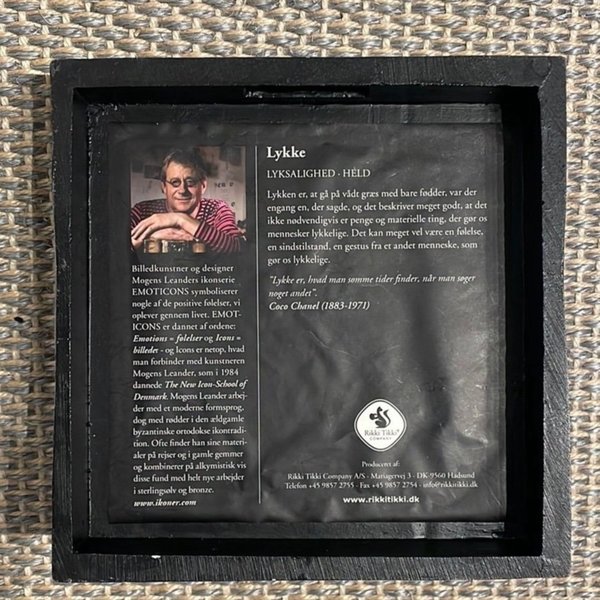 Lykke
LYKSALIGHED · HELD
Lykken er, at gå på vådt græs med bare fødder, var der
engang en, der sagde, og det beskriver meget godt, at det
ikke nødvendigvis er penge og materielle ting, der gør os
mennesker lykkelige. Det kan meget vel være en følelse,
en sindstilstand, en gestus fra et andet menneske, som
gør os lykkelige.
"Lykke er, hvad man somme tider finder, når man søger
noget andet".
Coco Chanel (1883-1971)
Billedkunstner og designer
Mogens Leanders ikonserie
EMOTICONS symboliserer
nogle af de positive følelser, vi
oplever gennem livet. EMOT-
ICONS er dannet af ordene:
Emotions = følelser og Icons =
billeder - og Icons er netop, hvad
man forbinder med kunstneren
Mogens Leander, som i 1984
dannede The New Icon-School of
Denmark. Mogens Leander arbej-
der med et moderne formsprog,
dog med rødder i den ældgamle
byzantinske ortodokse ikontradi-
tion. Ofte finder han sine materi-
aler på rejser og i gamle gemmer
og kombinerer på alkymistisk vis
disse fund med helt nye arbejder
i sterlingsølv og bronze.
www.ikoner.com
Rikki Tikki
COMPANY
Produceret af:
Rikki Tikki Company A/S · Mariagervej 3 · DK-9560 Hadsund
Telefon +45 9857 2755 · Fax +45 9857 2754 · info@rikkitikki.dk
www.rikkitikki.dk